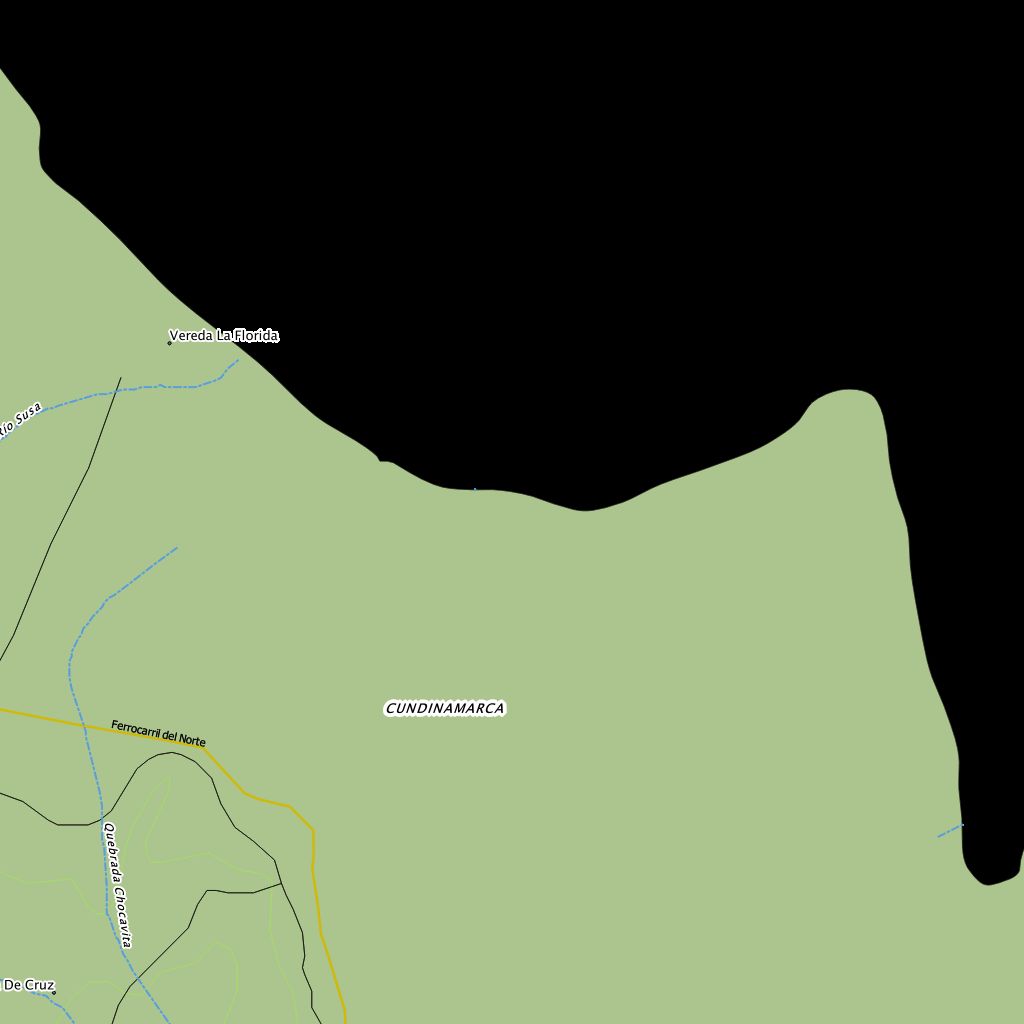 Vereda La Florida
Río Susa
CUNDINAMARCA
Ferrocarril del Norte
Quebrada Chocavita
De Cruz